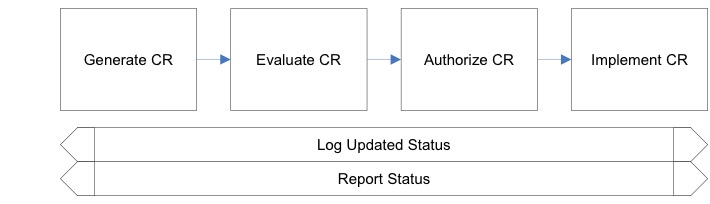 Generate CR
Evaluate CR
Authorize CR
Implement CR
Log Updated Status
Report Status